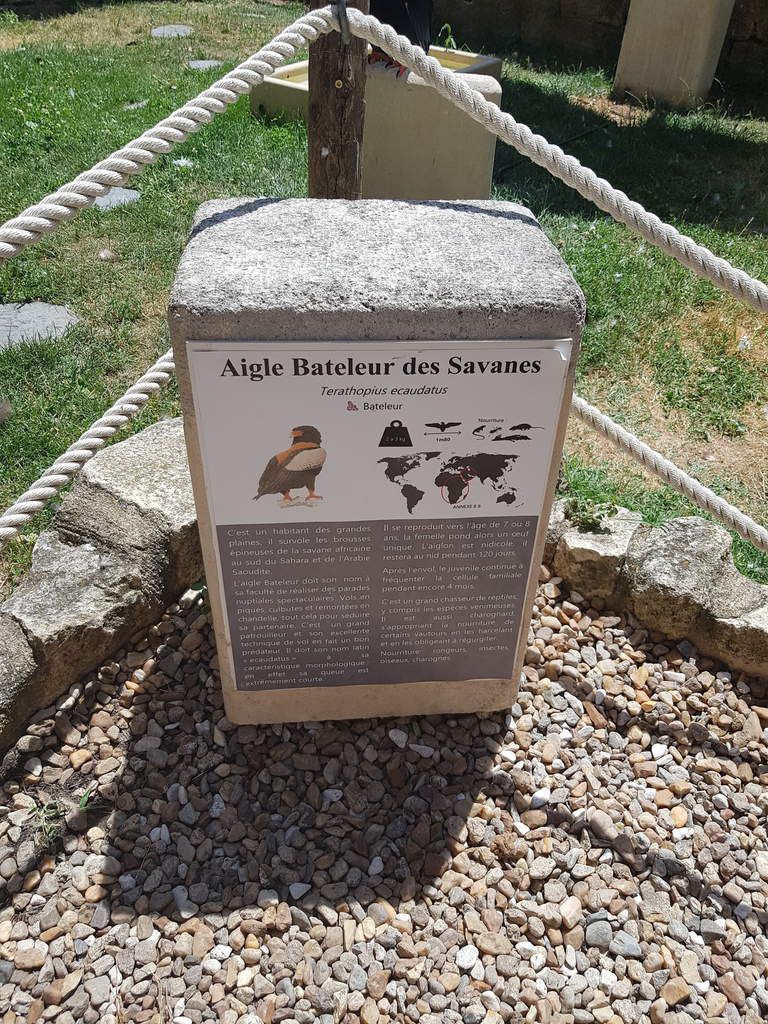 Aigle Bateleur des Savanes
Terathopius ecaudatus
Bateleur
2 à 3 kg
1m80
Nourriture
ANNEXE II B
C'est un habitant des grandes
plaines, il survole les brousses
épineuses de la savane africaine
au sud du Sahara et de l'Arabie
Saoudite.
L'aigle Bateleur doit son nom à
sa faculté de réaliser des parades
nuptiales spectaculaires. Vols en
piqués, culbutes et remontées en
chandelle, tout cela pour séduire
sa partenaire. C'est un grand
patrouilleur et son excellente
technique de vol en fait un bon
prédateur. Il doit son nom latin
« ecaudatus » à sa
caractéristique morphologique,
en effet sa queue est
extrêmement courte.
Il se reproduit vers l'âge de 7 ou 8
ans, la femelle pond alors un œuf
unique. L'aiglon est nidicole, il
restera au nid pendant 120 jours.
Après l'envol, le juvénile continue à
fréquenter la cellule familiale
pendant encore 4 mois.
C'est un grand chasseur de reptiles,
y compris les espèces venimeuses.
Il est aussi charognard,
s'appropriant la nourriture de
certains vautours en les harcelant
et en les obligeant à régurgiter.
Nourriture: rongeurs, insectes,
oiseaux, charognes.